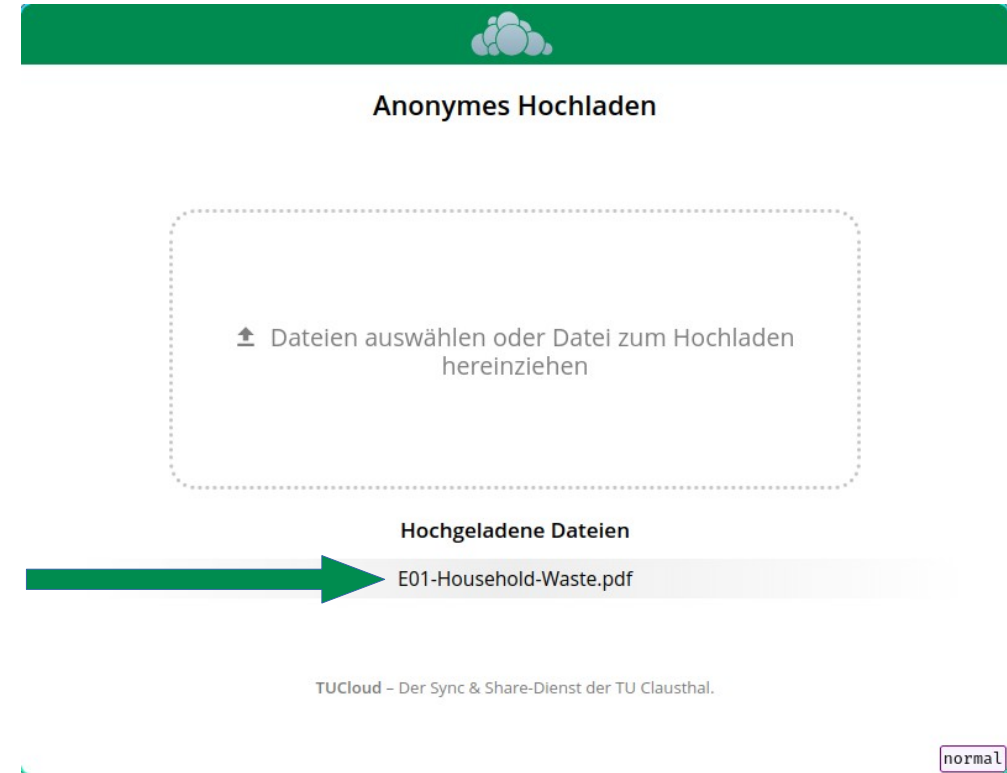 Anonymes Hochladen
Dateien auswählen oder Datei zum Hochladen
hereinziehen
Hochgeladene Dateien
E01-Household-Waste.pdf
TUCloud – Der Sync & Share-Dienst der TU Clausthal.
normal